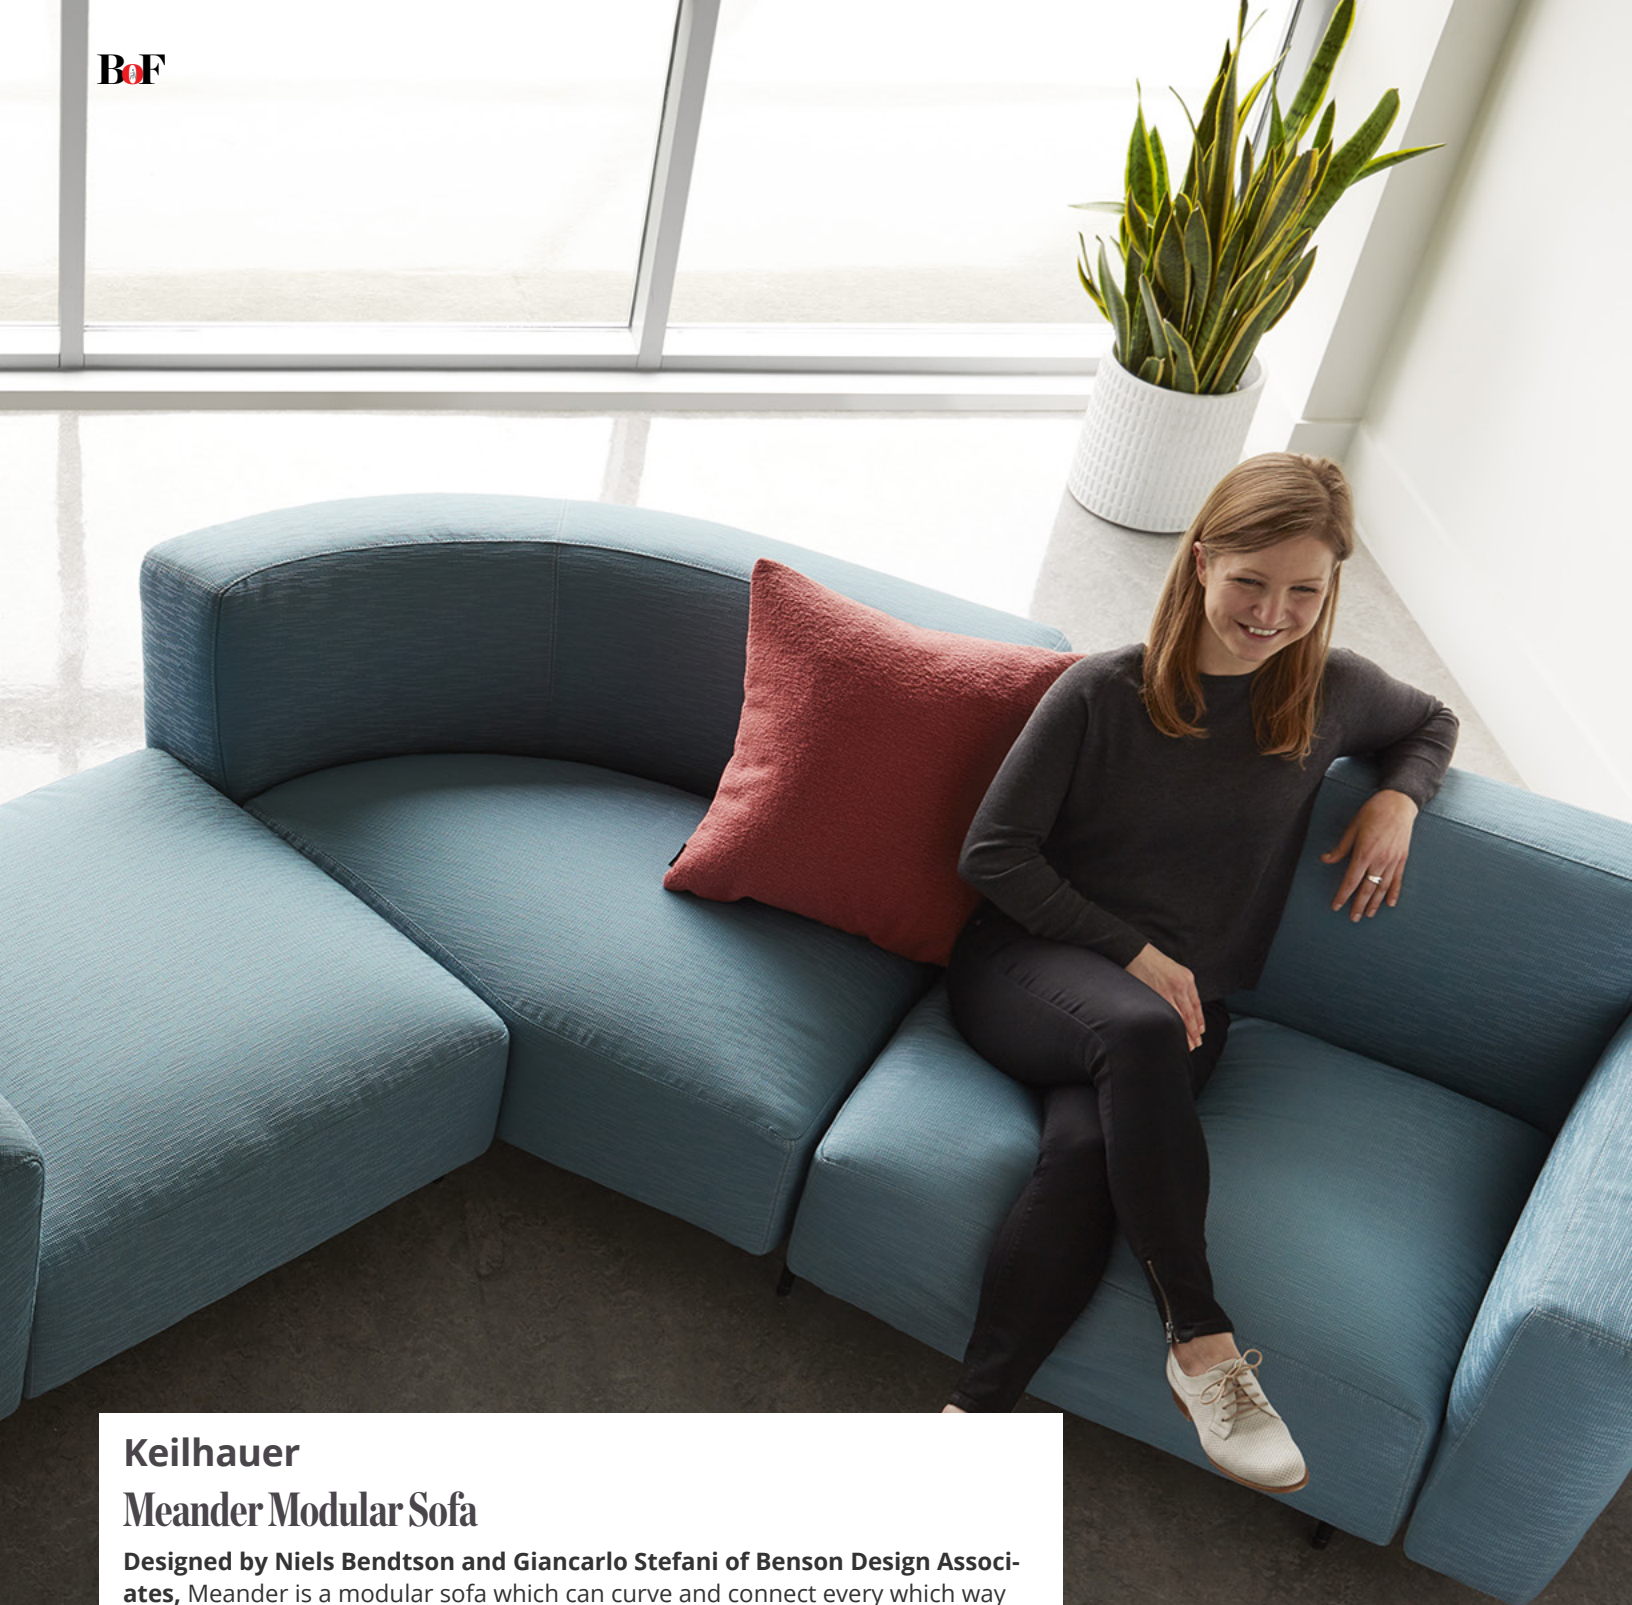 BoF
Keilhauer
Meander Modular Sofa
Designed by Niels Bendtson and Giancarlo Stefani of Benson Design Associ-
ates, Meander is a modular sofa which can curve and connect every which way